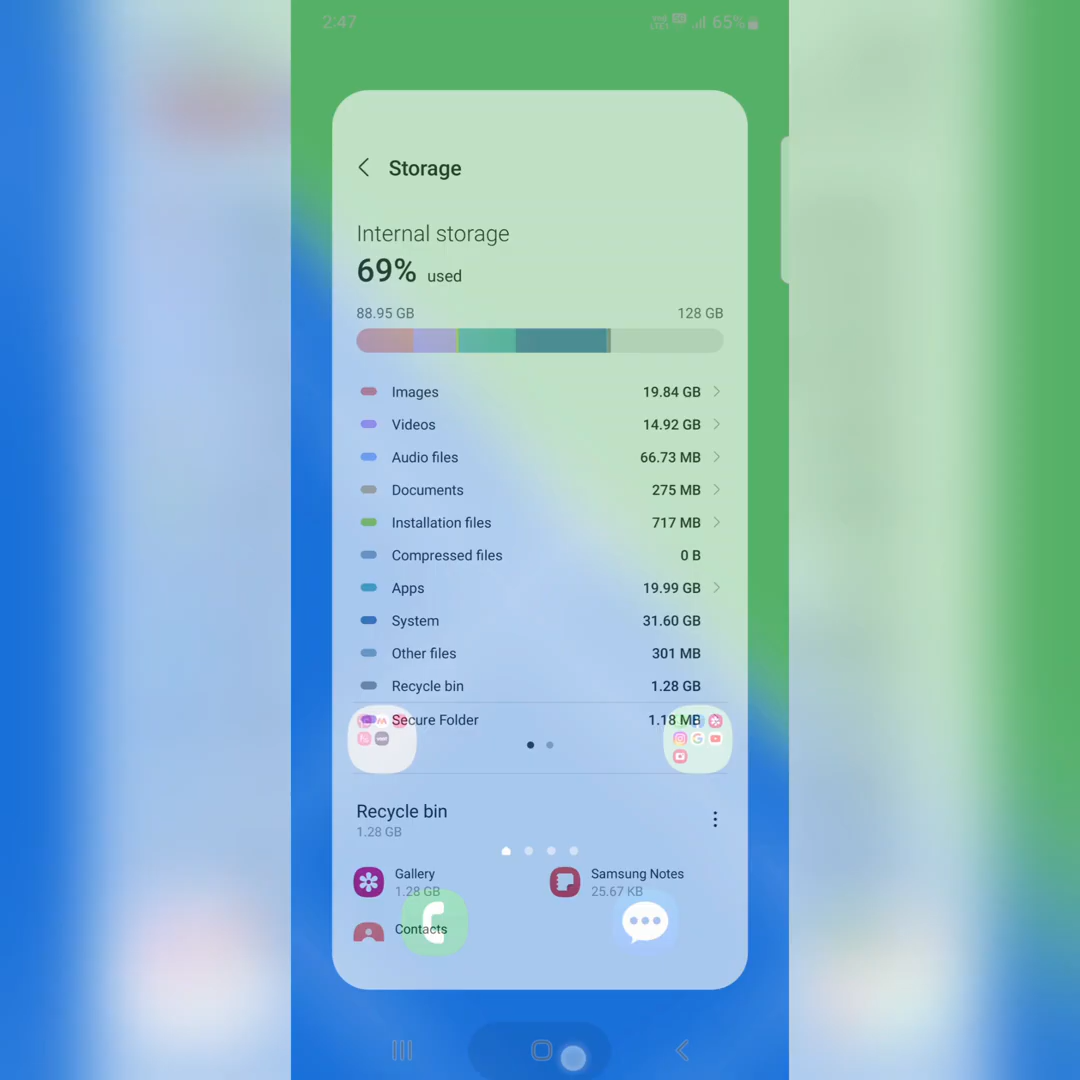 2:47 65%
Storage
Internal storage
69% used
88.95 GB 128 GB
Images 19.84 GB
Videos 14.92 GB
Audio files 66.73 MB
Documents 275 MB
Installation files 717 MB
Compressed files 0 B
Apps 19.99 GB
System 31.60 GB
Other files 301 MB
Recycle bin 1.28 GB
Secure Folder 1.18 MB
Recycle bin
1.28 GB
Gallery Samsung Notes
1.28 GB 25.67 KB
Contacts